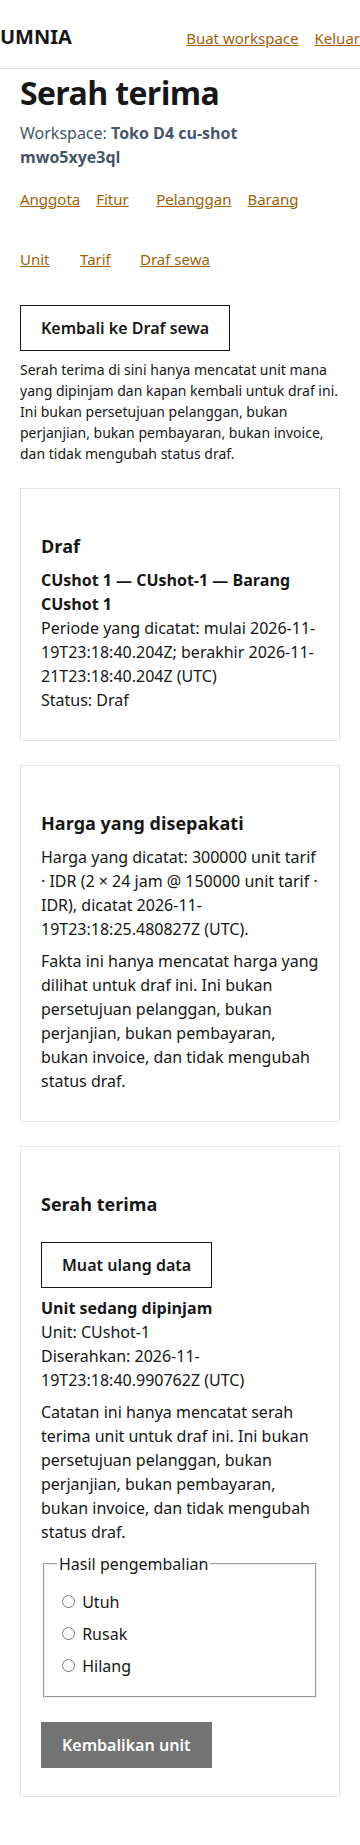 UMNIA
Buat workspace Keluar
Serah terima
Workspace: Toko D4 cu-shot
mwo5xye3ql
Anggota Fitur Pelanggan Barang
Unit Tarif Draf sewa
Kembali ke Draf sewa
Serah terima di sini hanya mencatat unit mana
yang dipinjam dan kapan kembali untuk draf ini.
Ini bukan persetujuan pelanggan, bukan
perjanjian, bukan pembayaran, bukan invoice,
dan tidak mengubah status draf.
Draf
CUshot 1 — CUshot-1 — Barang
CUshot 1
Periode yang dicatat: mulai 2026-11-
19T23:18:40.204Z; berakhir 2026-11-
21T23:18:40.204Z (UTC)
Status: Draf
Harga yang disepakati
Harga yang dicatat: 300000 unit tarif
· IDR (2 × 24 jam @ 150000 unit tarif ·
IDR), dicatat 2026-11-
19T23:18:25.480827Z (UTC).
Fakta ini hanya mencatat harga yang
dilihat untuk draf ini. Ini bukan
persetujuan pelanggan, bukan
perjanjian, bukan pembayaran,
bukan invoice, dan tidak mengubah
status draf.
Serah terima
Muat ulang data
Unit sedang dipinjam
Unit: CUshot-1
Diserahkan: 2026-11-
19T23:18:40.990762Z (UTC)
Catatan ini hanya mencatat serah
terima unit untuk draf ini. Ini bukan
persetujuan pelanggan, bukan
perjanjian, bukan pembayaran,
bukan invoice, dan tidak mengubah
status draf.
Hasil pengembalian
Utuh
Rusak
Hilang
Kembalikan unit